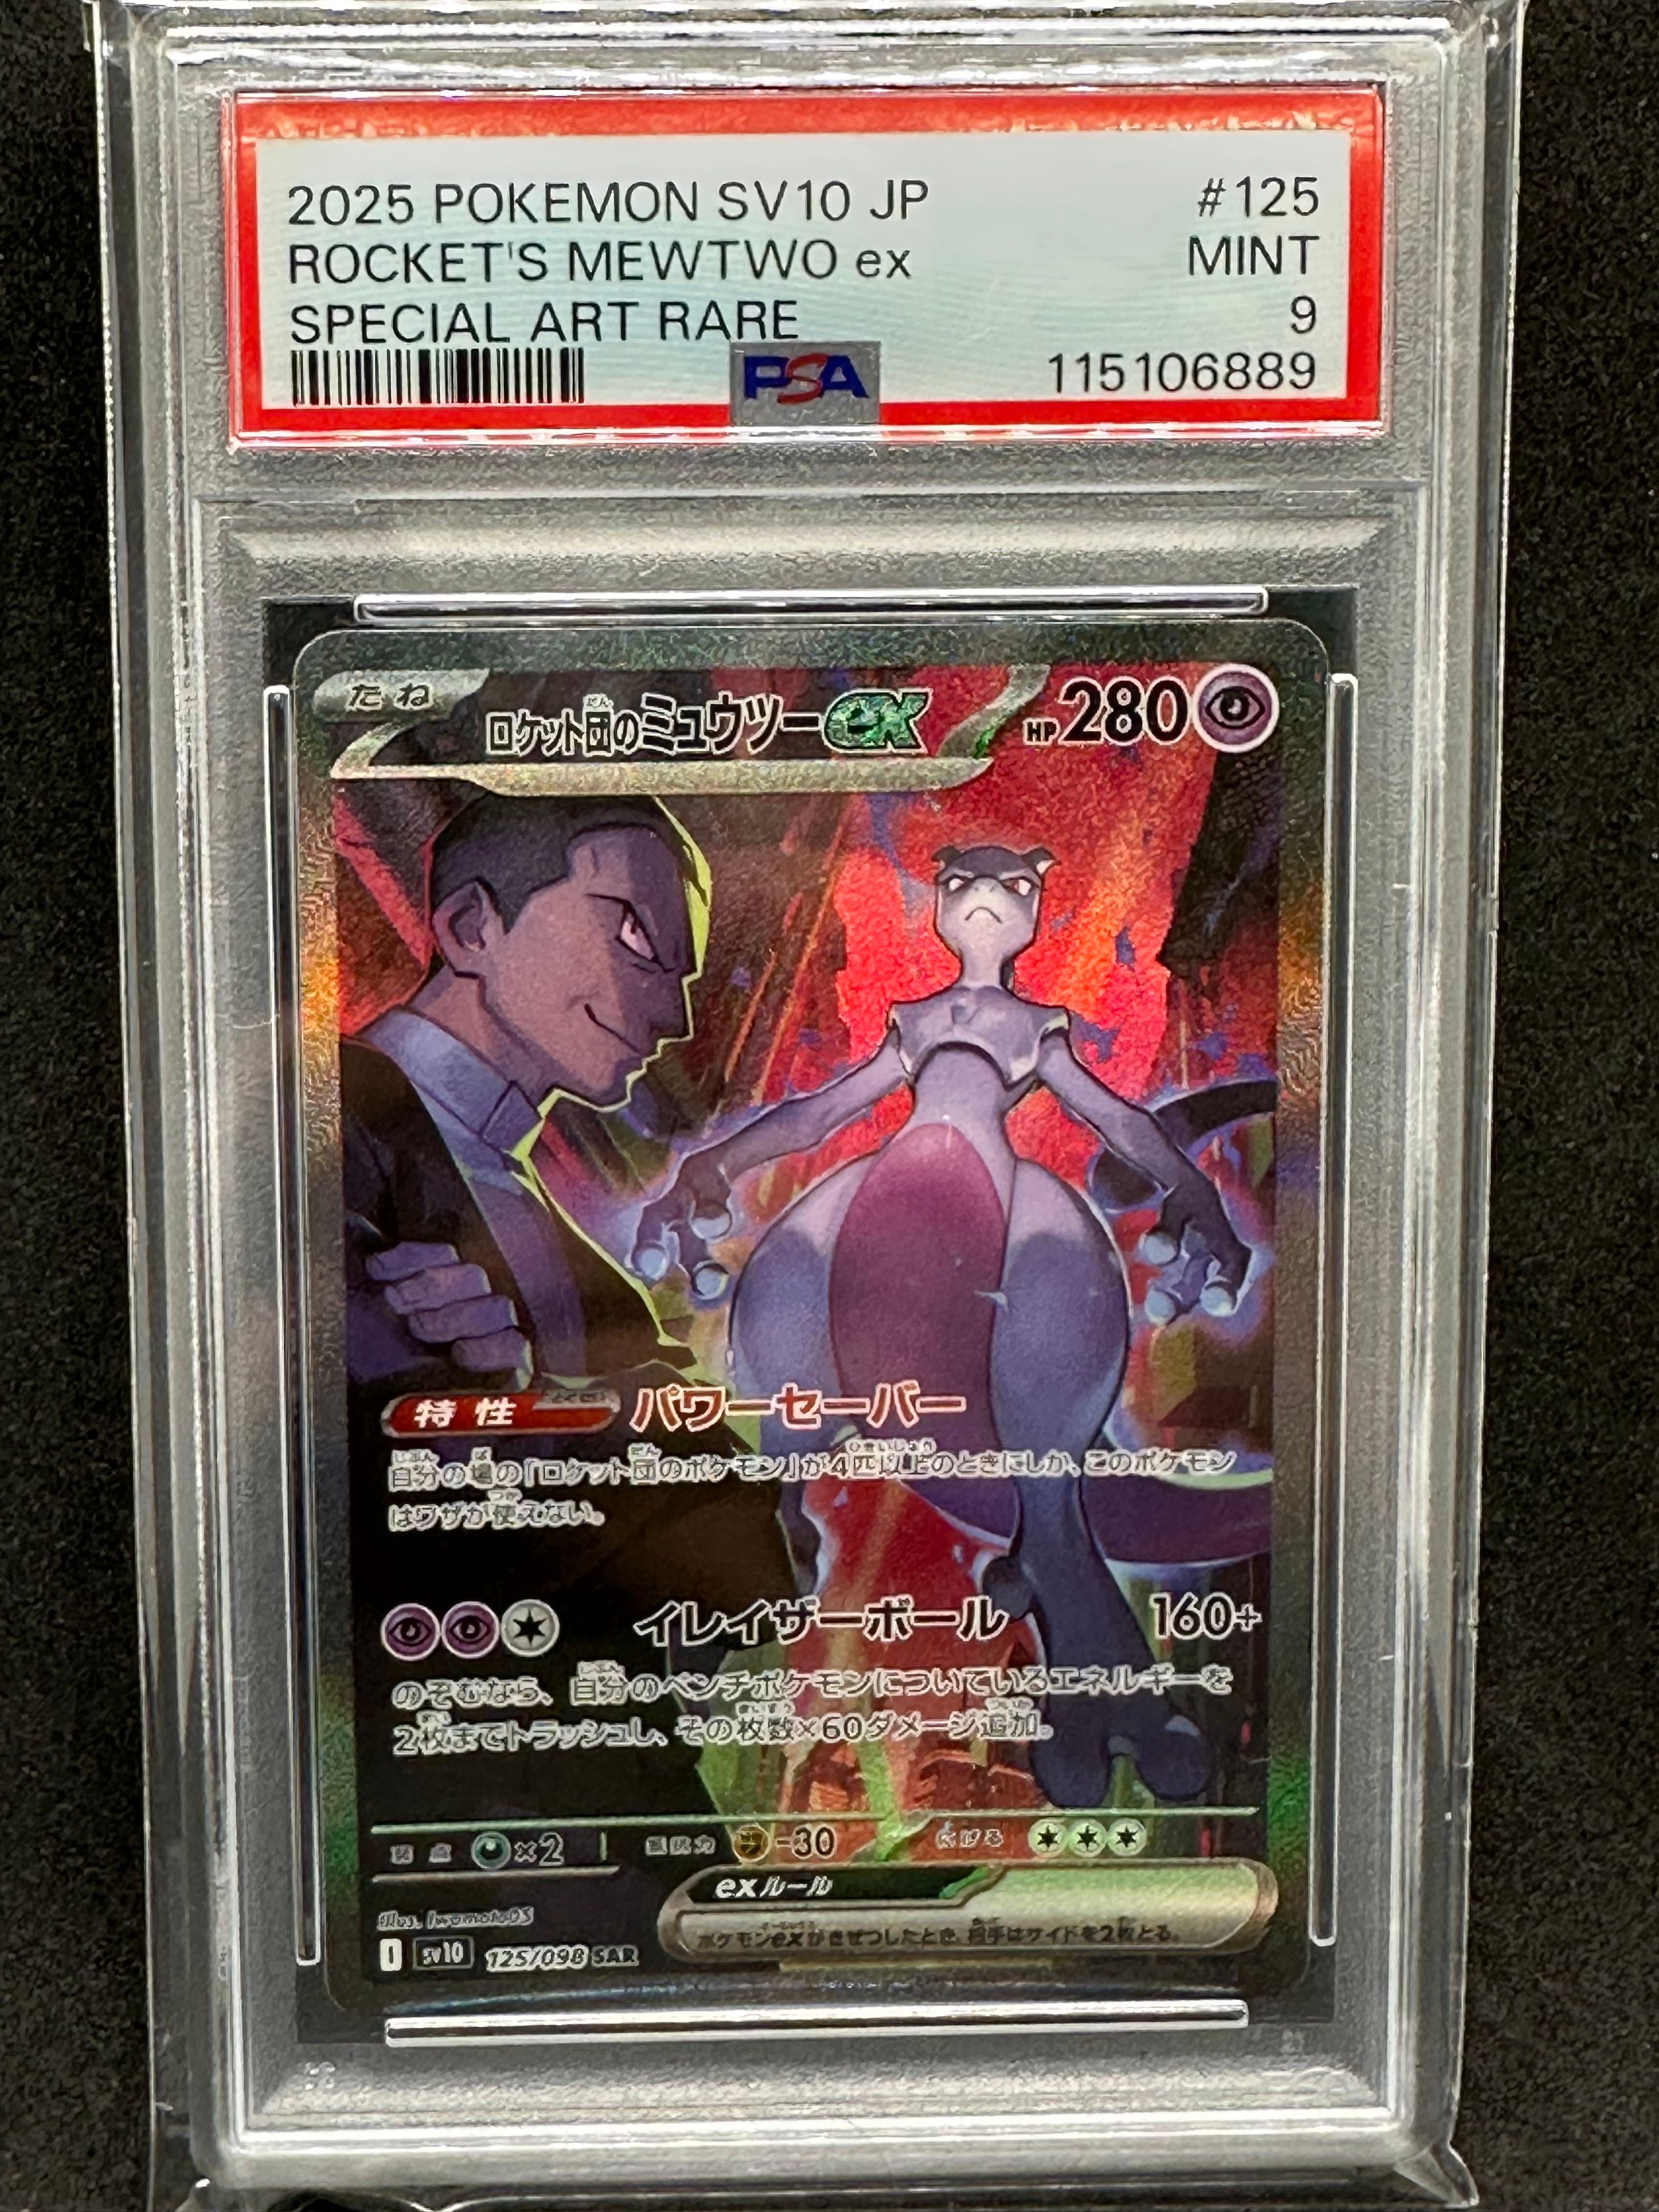 2025 POKEMON SV10 JP #125
ROCKET'S MEWTWO ex MINT
SPECIAL ART RARE 9
PSA 115106889
たね ロケット団のミュウツーex HP280
特性 パワーセーバー
自分の場の「ロケット団のポケモン」が4匹以上のときにしか、このポケモン
はワザが使えない。
イレイザーボール 160+
のぞむなら、自分のベンチポケモンについているエネルギーを
2枚までトラッシュし、その枚数×60ダメージ追加。
弱点 ×2 抵抗力 -30 にげる
exルール
ポケモンexがきぜつしたとき、相手はサイドを2枚とる。
Illus.
I SV10 125/098 SAR